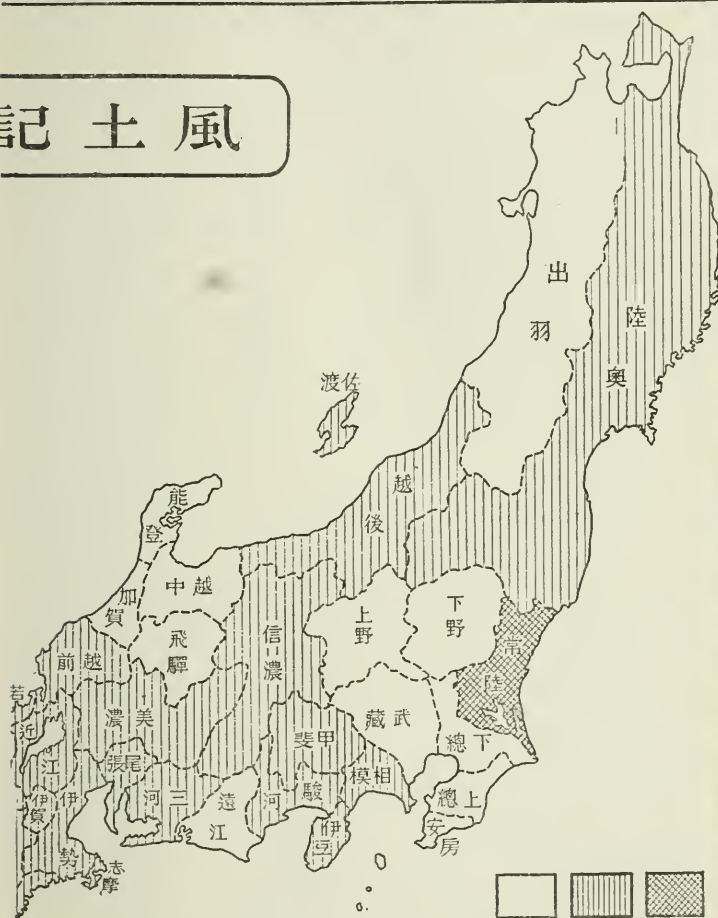 風土記
出羽
陸奧
佐渡
越後
能登
越中
加賀
飛驒
信濃
上野
下野
常陸
越前
美濃
武藏
下總
若
近江
尾張
甲斐
三河
遠江
駿河
相模
上總
安房
伊賀
伊勢
伊豆
志摩